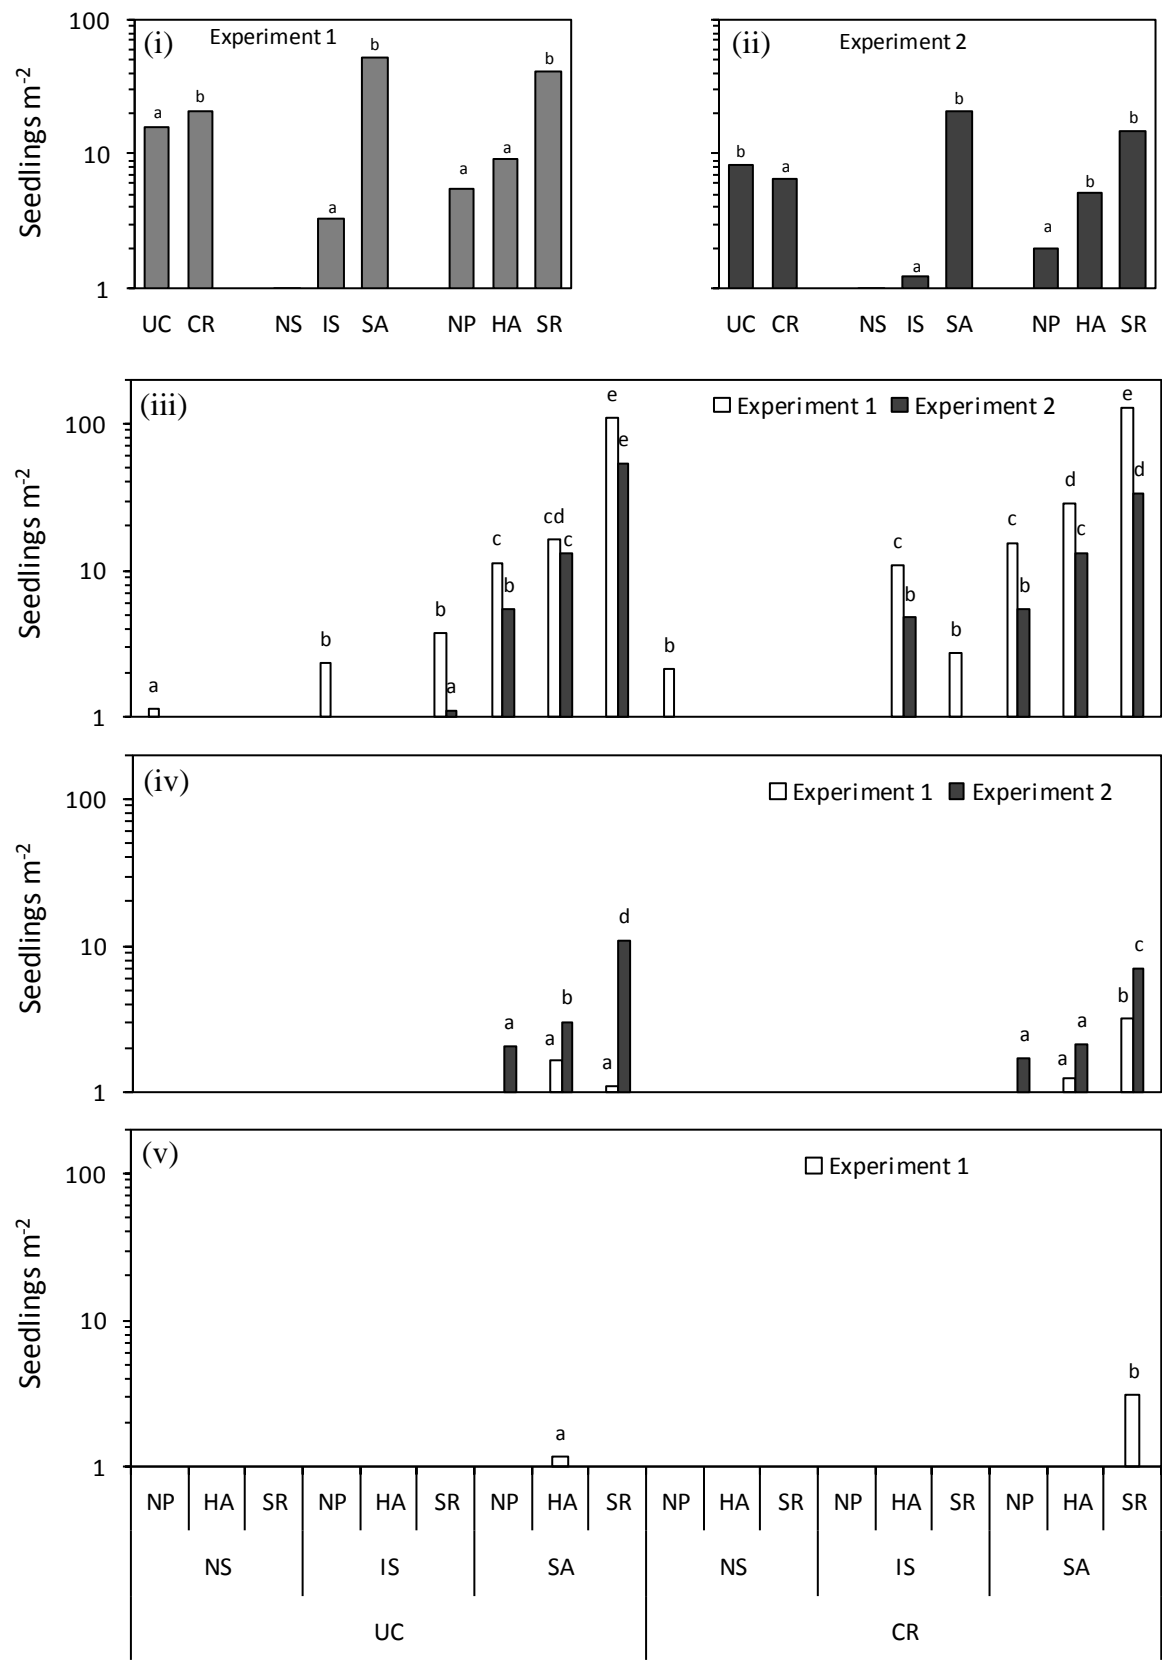 (i) Experiment 1
100
10
1
Seedlings m-2
a b a b a a b
UC CR NS IS SA NP HA SR
(ii) Experiment 2
b a a b a b b
UC CR NS IS SA NP HA SR
(iii)
Experiment 1 Experiment 2
100
10
1
Seedlings m-2
a b b a c b cd c e e b c b b c b d c e d
(iv)
Experiment 1 Experiment 2
100
10
1
Seedlings m-2
a a b a d a a a b c
(v)
Experiment 1
100
10
1
Seedlings m-2
a b
NP HA SR NP HA SR NP HA SR NP HA SR NP HA SR NP HA SR
NS IS SA NS IS SA
UC CR